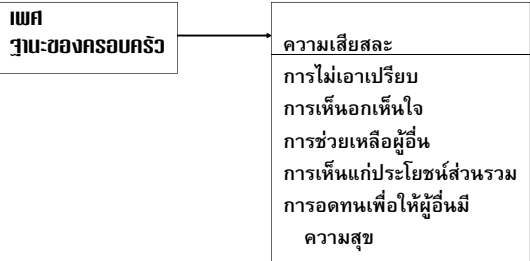 เพศ
ฐานะของครอบครัว
ความเสียสละ
การไม่เอาเปรียบ
การเห็นอกเห็นใจ
การช่วยเหลือผู้อื่น
การเห็นแก่ประโยชน์ส่วนรวม
การอดทนเพื่อให้ผู้อื่นมี
ความสุข